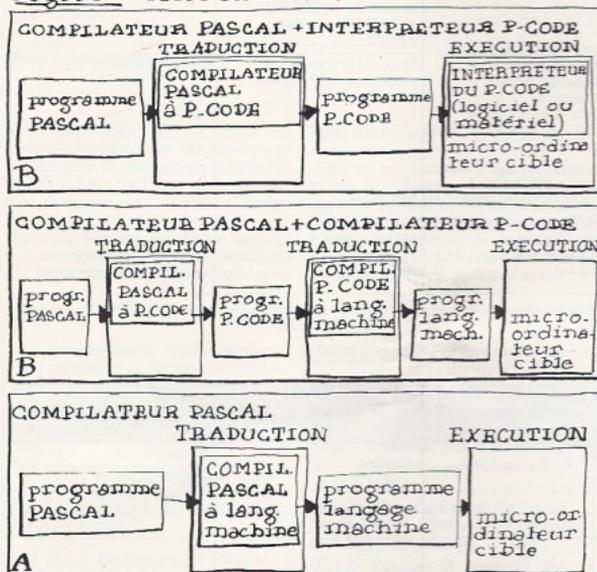 COMPILATEUR PASCAL + INTERPRETEUR P-CODE
TRADUCTION
EXECUTION
programme
PASCAL
COMPILATEUR
PASCAL
à P-CODE
programme
P-CODE
INTERPRETEUR
DU P-CODE
(logiciel ou
matériel)
micro-ordina
teur cible
B
COMPILATEUR PASCAL + COMPILATEUR P-CODE
TRADUCTION
TRADUCTION
EXECUTION
progr.
PASCAL
COMPIL.
PASCAL
à P.CODE
progr.
P.CODE
COMPIL.
P. CODE
à lang.
machine
progr.
lang.
mach.
micro-
ordina-
teur
cible
B
COMPILATEUR PASCAL
TRADUCTION
EXECUTION
programme
PASCAL
COMPIL.
PASCAL
à lang.
machine
programme
langage
machine
micro-or-
dinateur
cible
A